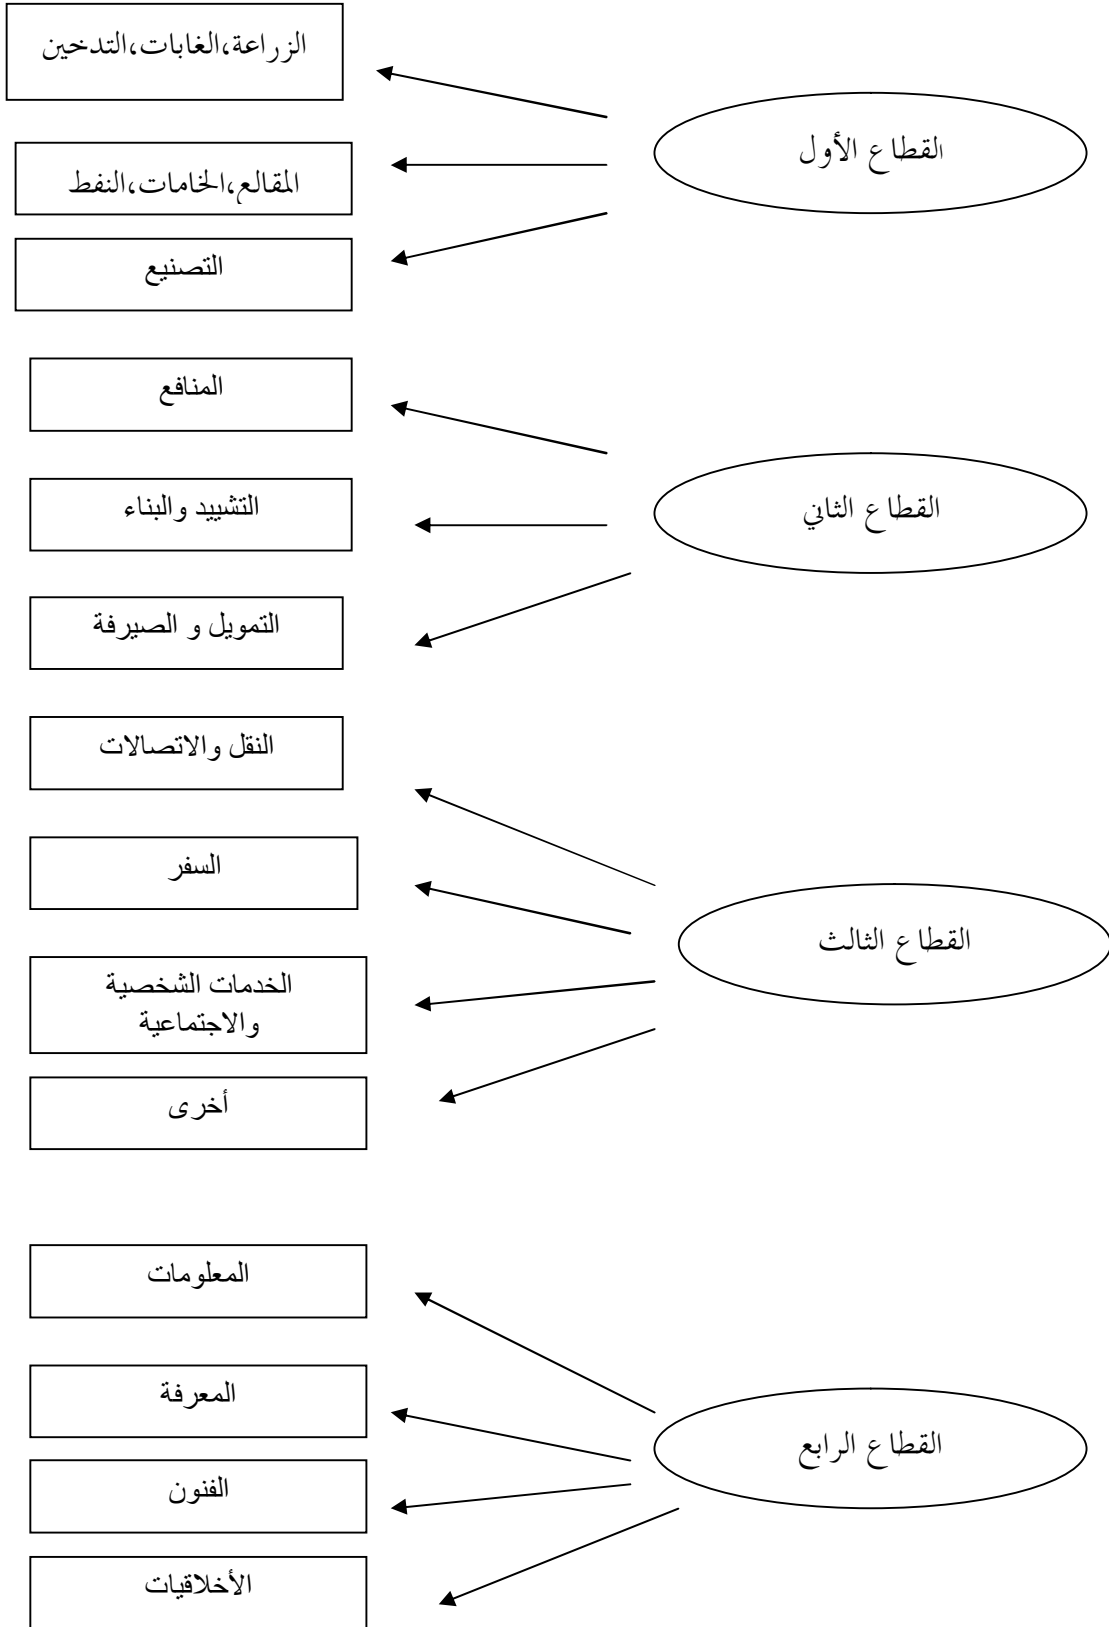 الزراعة،الغابات،التدخين
القطاع الأول
المقالع،الخامات،النفط
التصنيع
المنافع
القطاع الثاني
التشييد والبناء
التمويل و الصيرفة
النقل والاتصالات
السفر
القطاع الثالث
الخدمات الشخصية
والاجتماعية
أخرى
المعلومات
المعرفة
القطاع الرابع
الفنون
الأخلاقيات